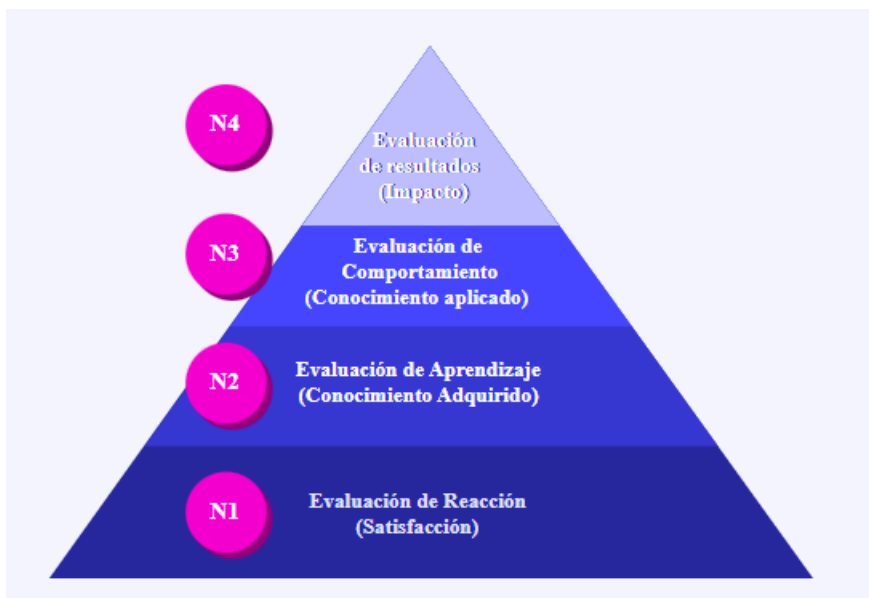 N4
Evaluación
de resultados
(Impacto)
N3
Evaluación de
Comportamiento
(Conocimiento aplicado)
N2
Evaluación de Aprendizaje
(Conocimiento Adquirido)
N1
Evaluación de Reacción
(Satisfacción)